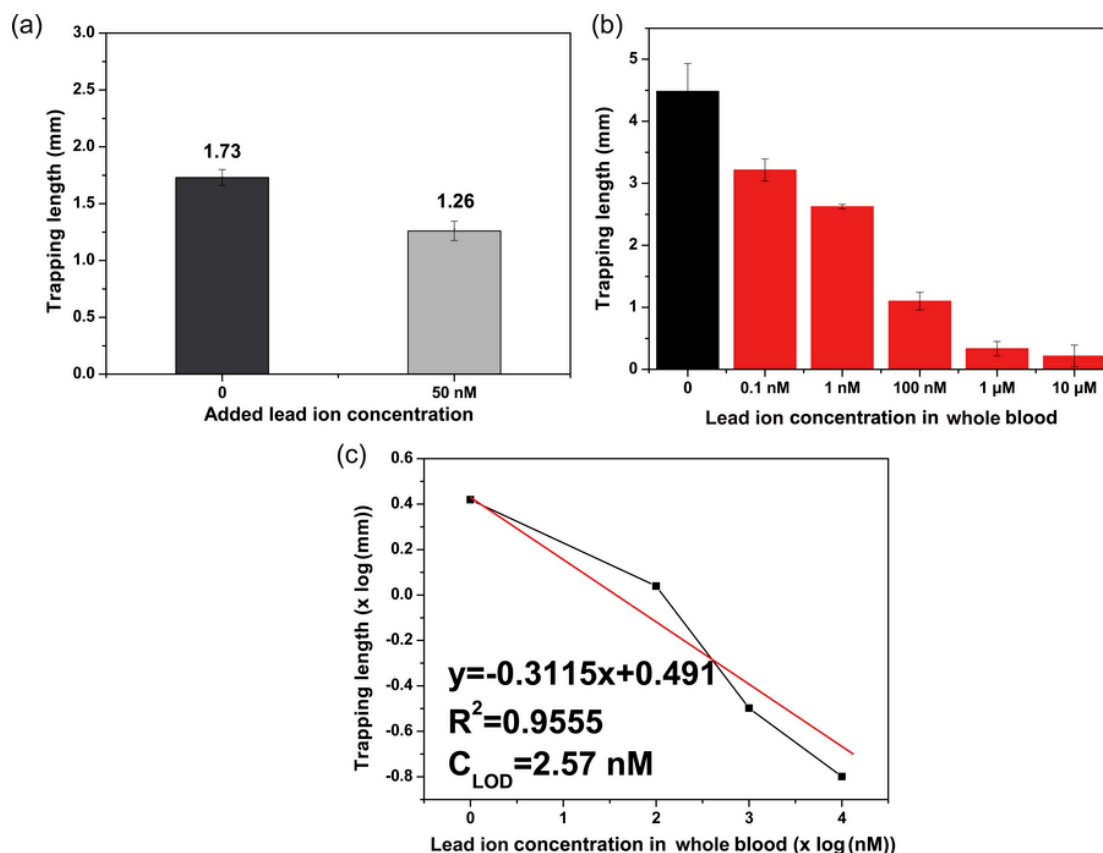 (a)
3.0
2.5
2.0
1.5
1.0
0.5
0.0
Trapping length (mm)
1.73
1.26
0
50 nM
Added lead ion concentration
(b)
5
4
3
2
1
0
Trapping length (mm)
0
0.1 nM
1 nM
100 nM
1 µM
10 µM
Lead ion concentration in whole blood
(c)
0.6
0.4
0.2
0.0
-0.2
-0.4
-0.6
-0.8
Trapping length (x log(mm))
y=-0.3115x+0.491
R²=0.9555
C_LOD=2.57 nM
0
1
2
3
4
Lead ion concentration in whole blood (x log(nM))